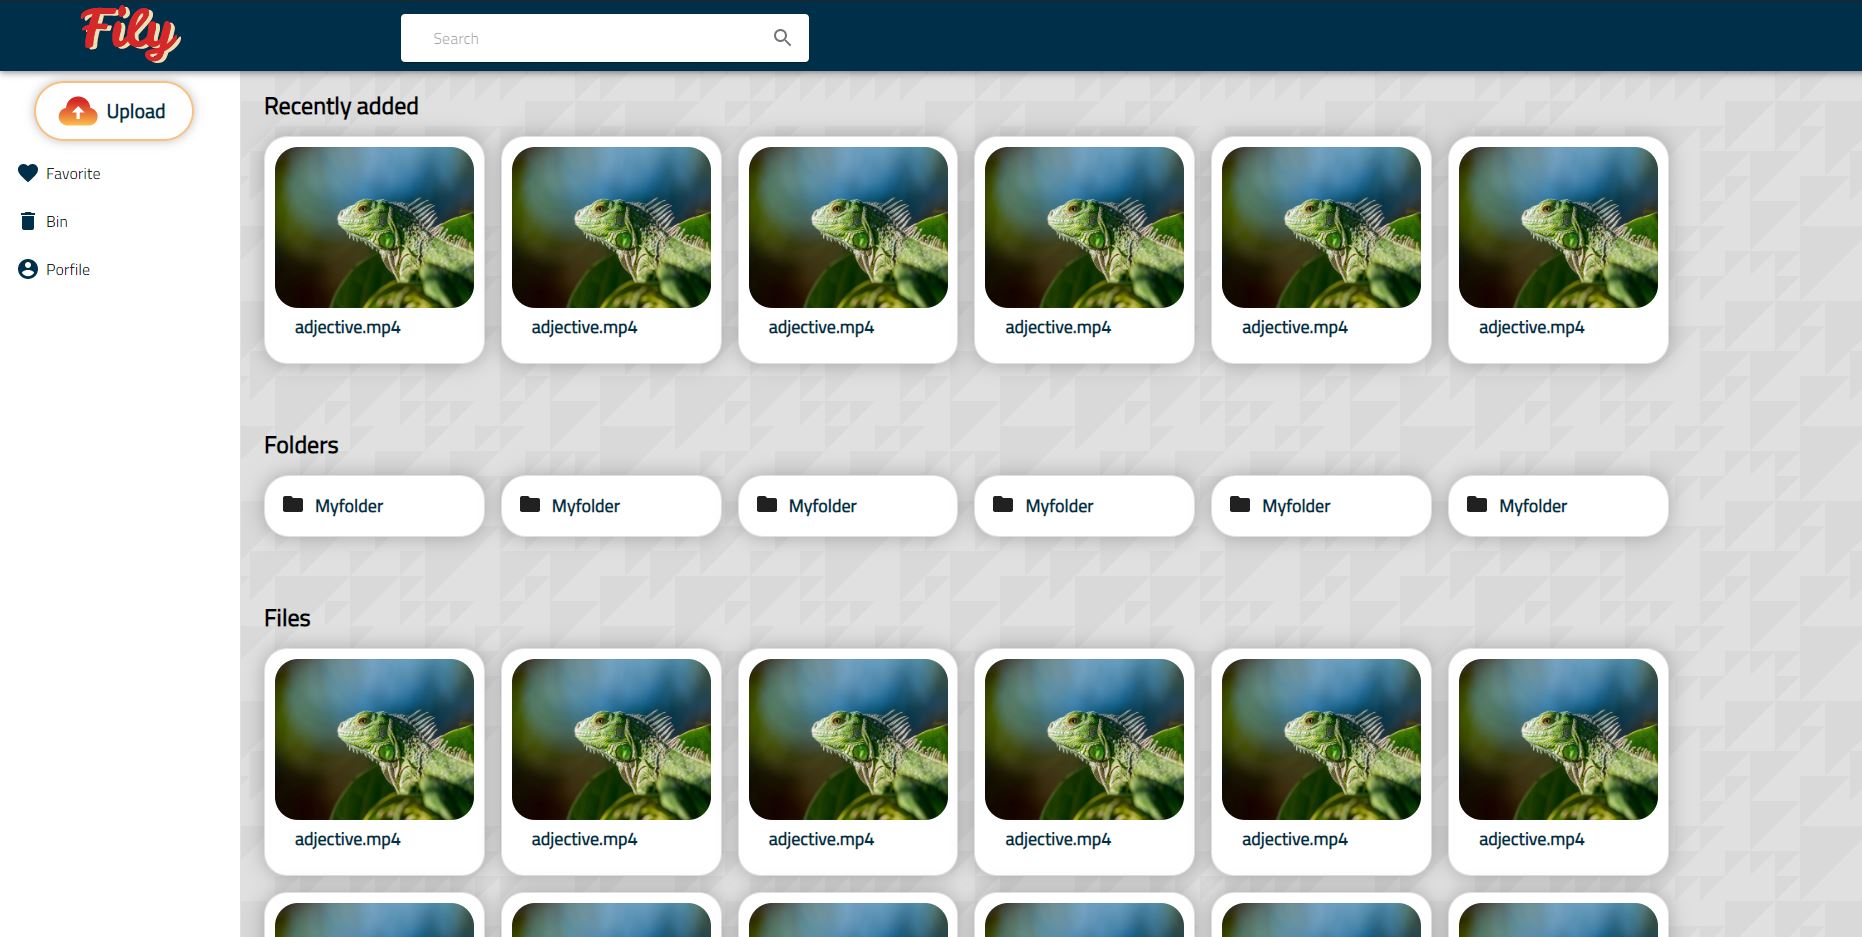 Fily
Search
Upload
Favorite
Bin
Porfile
Recently added
adjective.mp4 adjective.mp4 adjective.mp4 adjective.mp4 adjective.mp4 adjective.mp4
Folders
Myfolder Myfolder Myfolder Myfolder Myfolder Myfolder
Files
adjective.mp4 adjective.mp4 adjective.mp4 adjective.mp4 adjective.mp4 adjective.mp4